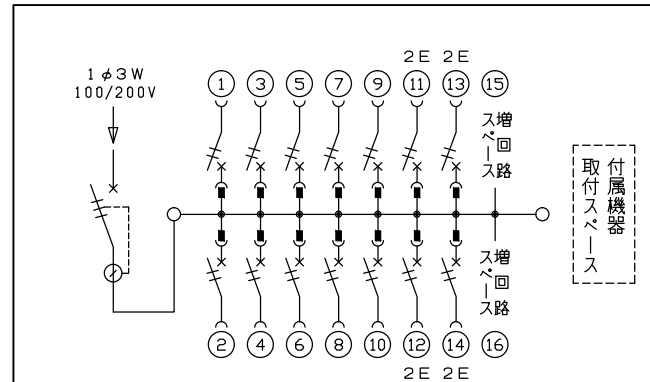 2E 2E
1φ3W
100/200V
① ③ ⑤ ⑦ ⑨ ⑪ ⑬ ⑮
増回路
スペース
付属機器
取付スペース
増回路
スペース
② ④ ⑥ ⑧ ⑩ ⑫ ⑭ ⑯
2E 2E